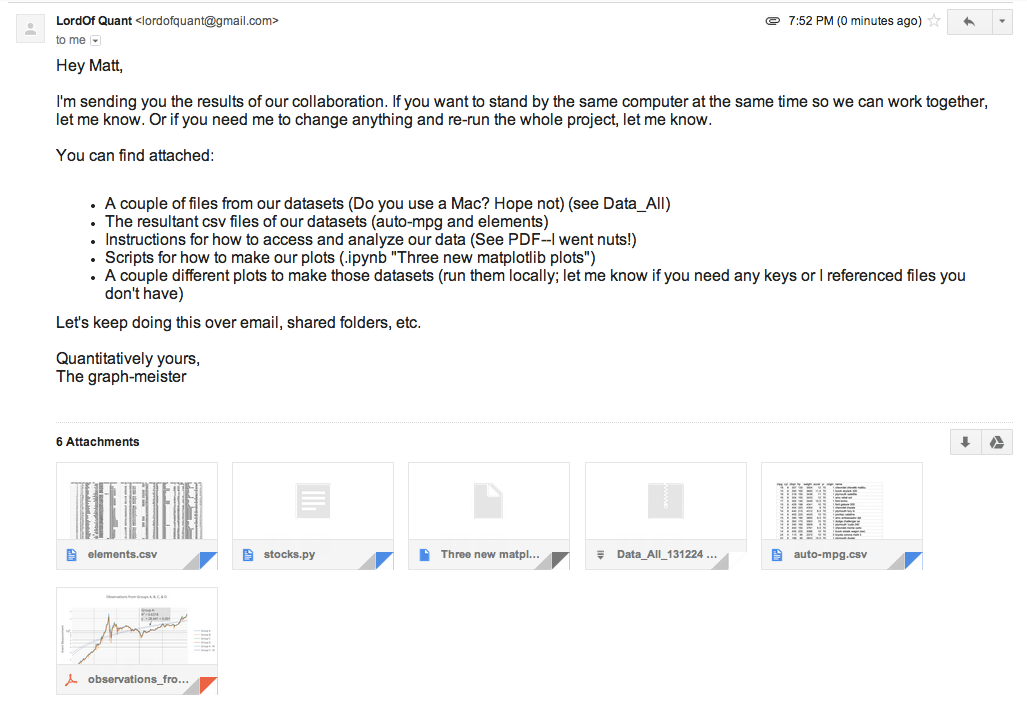 LordOf Quant <lordofquant@gmail.com>
7:52 PM (0 minutes ago)
to me
Hey Matt,
I'm sending you the results of our collaboration. If you want to stand by the same computer at the same time so we can work together,
let me know. Or if you need me to change anything and re-run the whole project, let me know.
You can find attached:
• A couple of files from our datasets (Do you use a Mac? Hope not) (see Data_All)
• The resultant csv files of our datasets (auto-mpg and elements)
• Instructions for how to access and analyze our data (See PDF--I went nuts!)
• Scripts for how to make our plots (.ipynb "Three new matplotlib plots")
• A couple different plots to make those datasets (run them locally; let me know if you need any keys or I referenced files you
don't have)
Let's keep doing this over email, shared folders, etc.
Quantitatively yours,
The graph-meister
6 Attachments
elements.csv
stocks.py
Three new matpl...
Data_All_131224 ...
auto-mpg.csv
Observations from Groups A, B, C, & D
observations_fro...